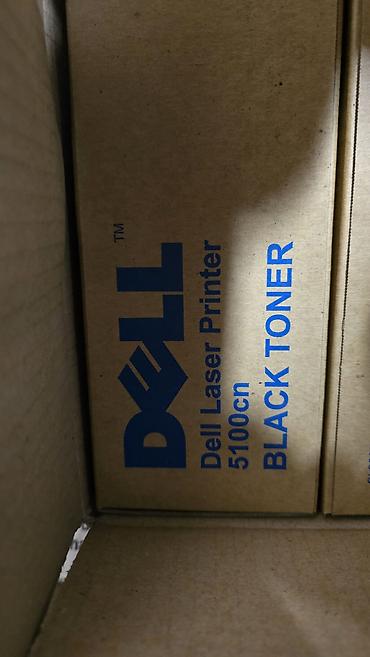 DELL™
Dell Laser Printer
5100cn
BLACK TONER